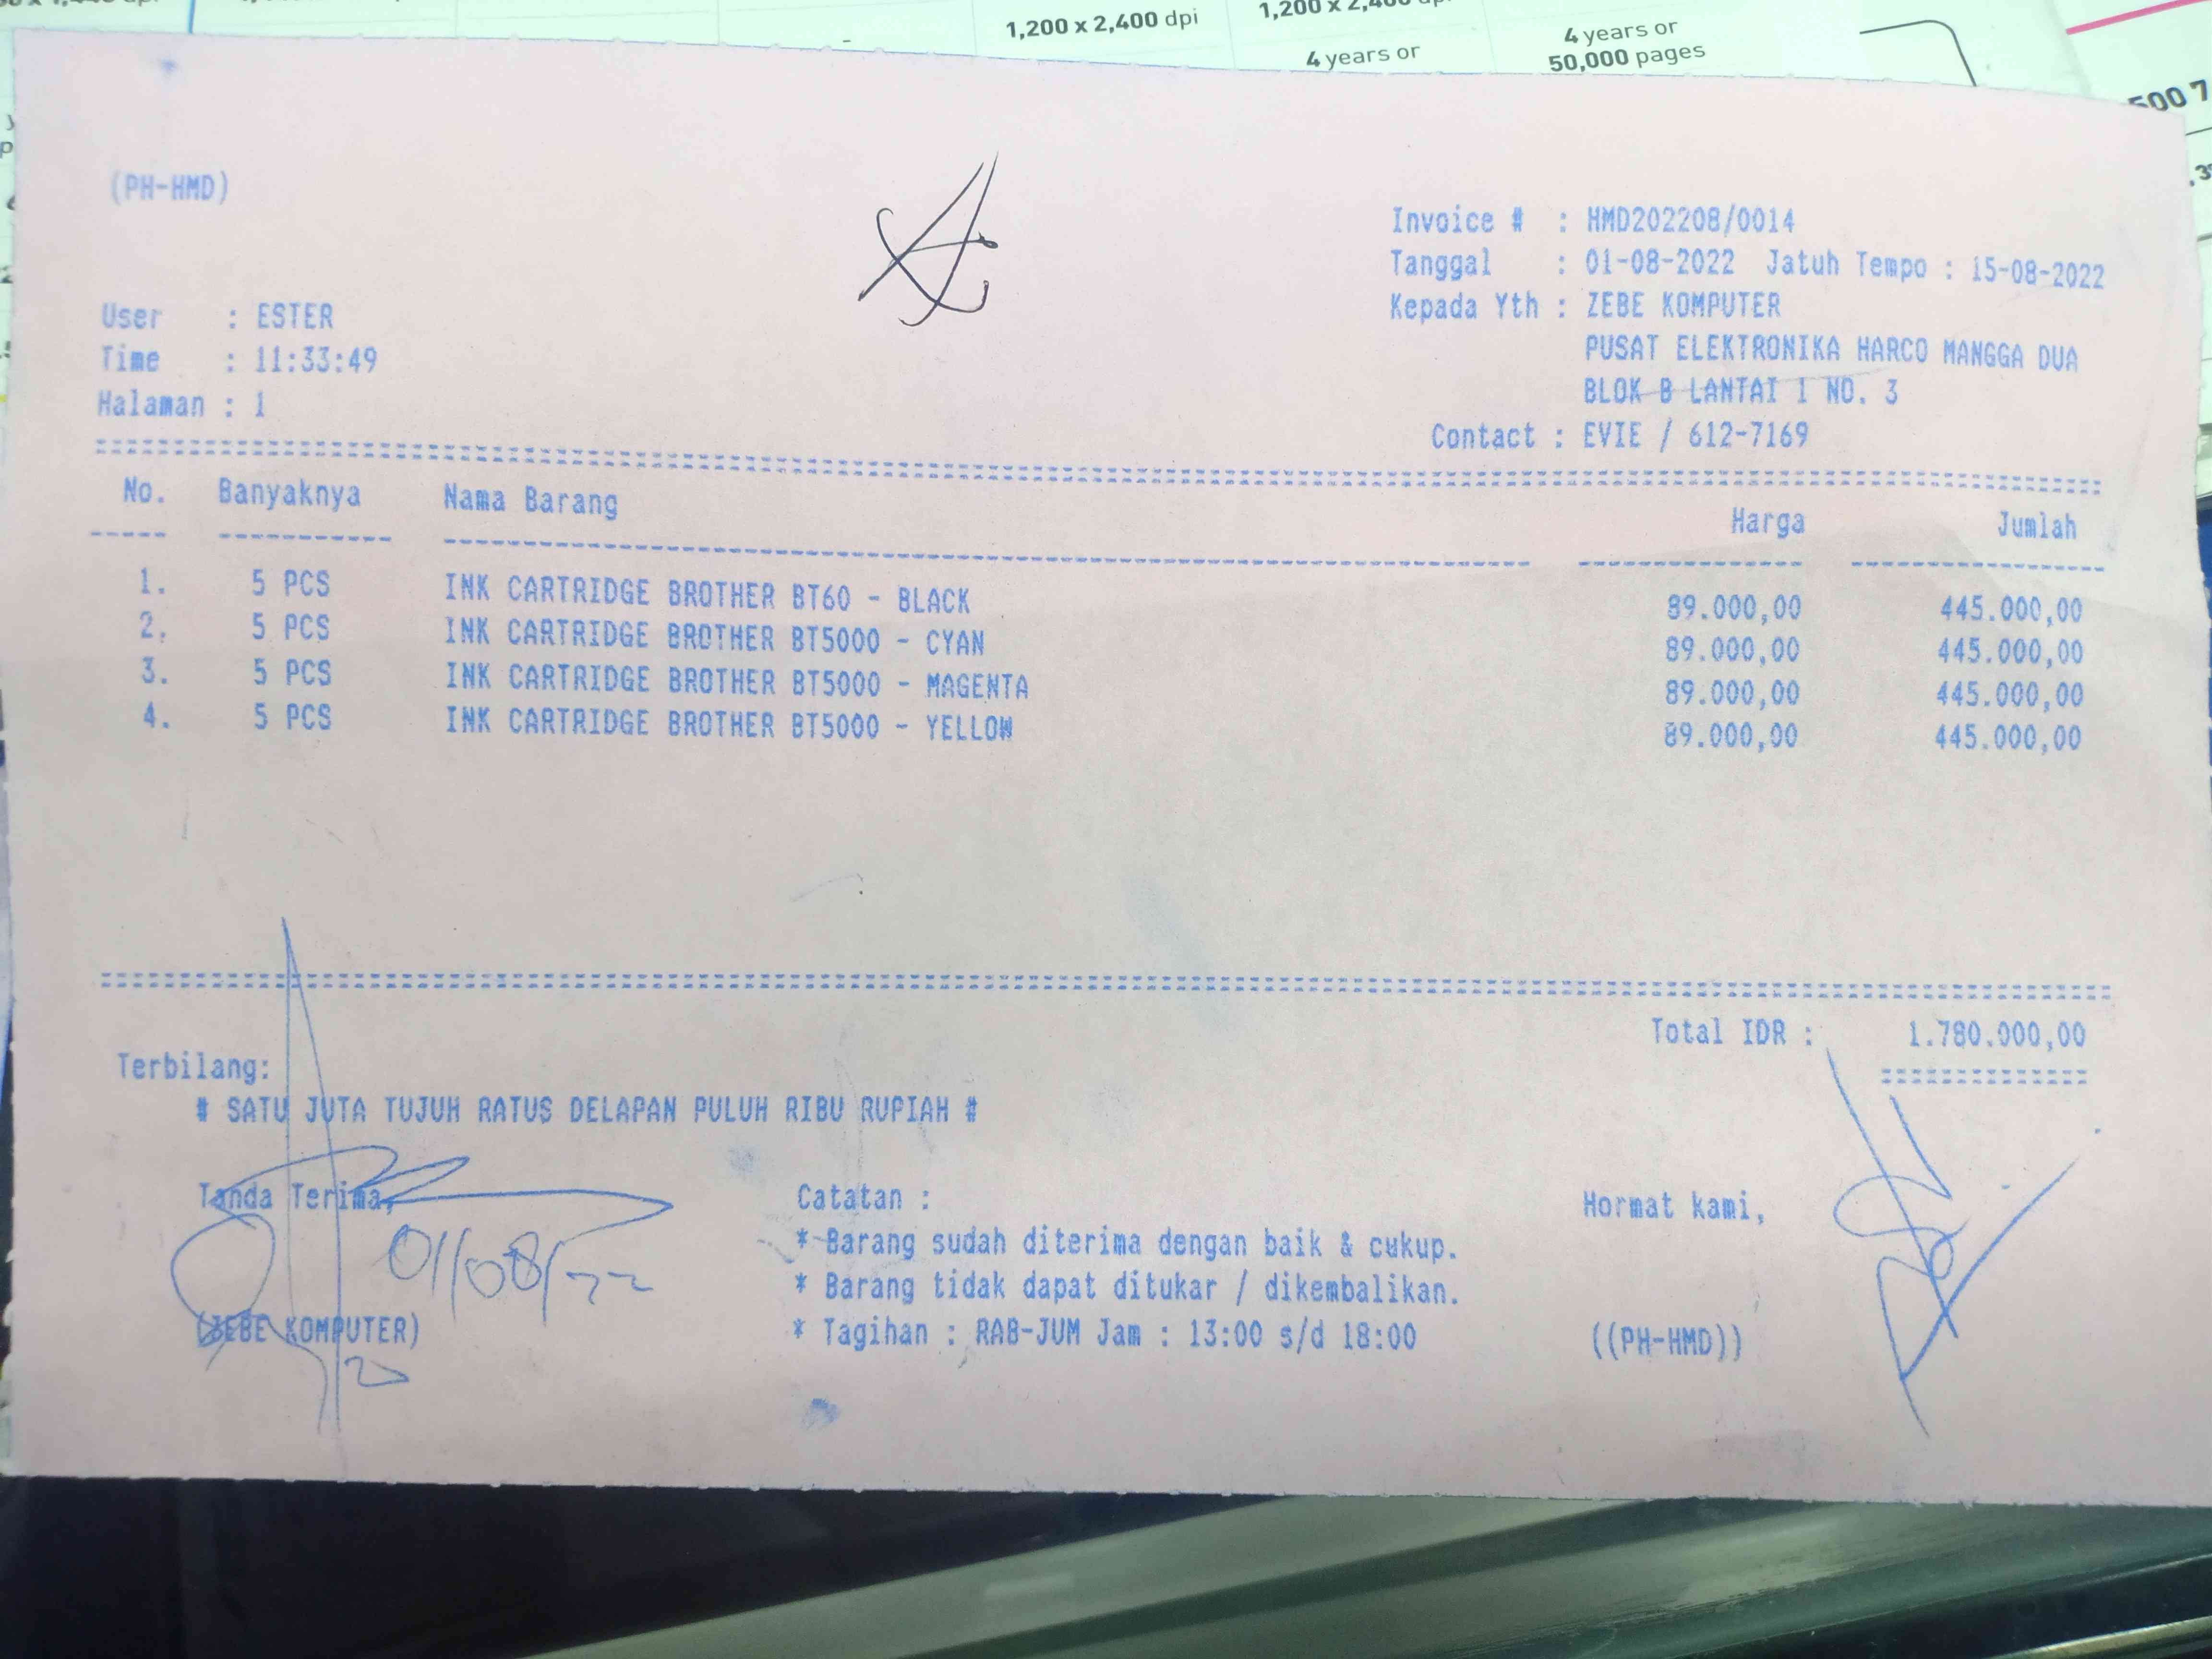 1,200 x 2,400 dpi
4 years or
4 years or
50,000 pages
(PH-HMD)
Invoice # : HMD202208/0014
Tanggal : 01-08-2022 Jatuh Tempo : 15-08-2022
Kepada Yth : ZEBE KOMPUTER
PUSAT ELEKTRONIKA HARCO MANGGA DUA
BLOK B LANTAI 1 NO. 3
Contact : EVIE / 612-7169
User : ESTER
Time : 11:33:49
Halaman : 1
No. Banyaknya Nama Barang Harga Jumlah
1. 5 PCS INK CARTRIDGE BROTHER BT60 - BLACK 89.000,00 445.000,00
2. 5 PCS INK CARTRIDGE BROTHER BT5000 - CYAN 89.000,00 445.000,00
3. 5 PCS INK CARTRIDGE BROTHER BT5000 - MAGENTA 89.000,00 445.000,00
4. 5 PCS INK CARTRIDGE BROTHER BT5000 - YELLOW 89.000,00 445.000,00
Total IDR : 1.780.000,00
Terbilang:
# SATU JUTA TUJUH RATUS DELAPAN PULUH RIBU RUPIAH #
Tanda Terima,
01/08/22
(ZEBE KOMPUTER)
Catatan :
* Barang sudah diterima dengan baik & cukup.
* Barang tidak dapat ditukar / dikembalikan.
* Tagihan : RAB-JUM Jam : 13:00 s/d 18:00
Hormat kami,
((PH-HMD))